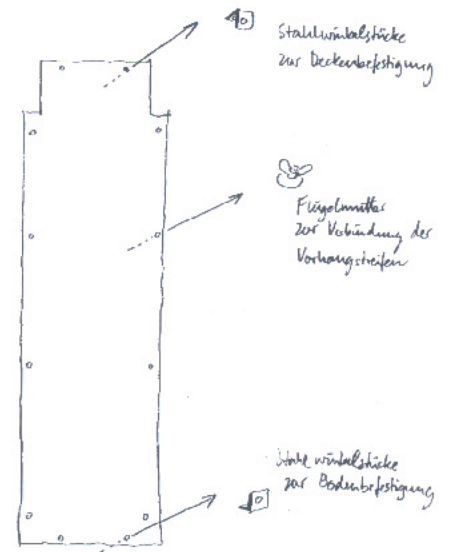 Stahlwinkelstücke
zur Deckenbefestigung
Flügelmutter
zur Verbindung der
Vorhangstreifen
Stahlwinkelstücke
zur Bodenbefestigung